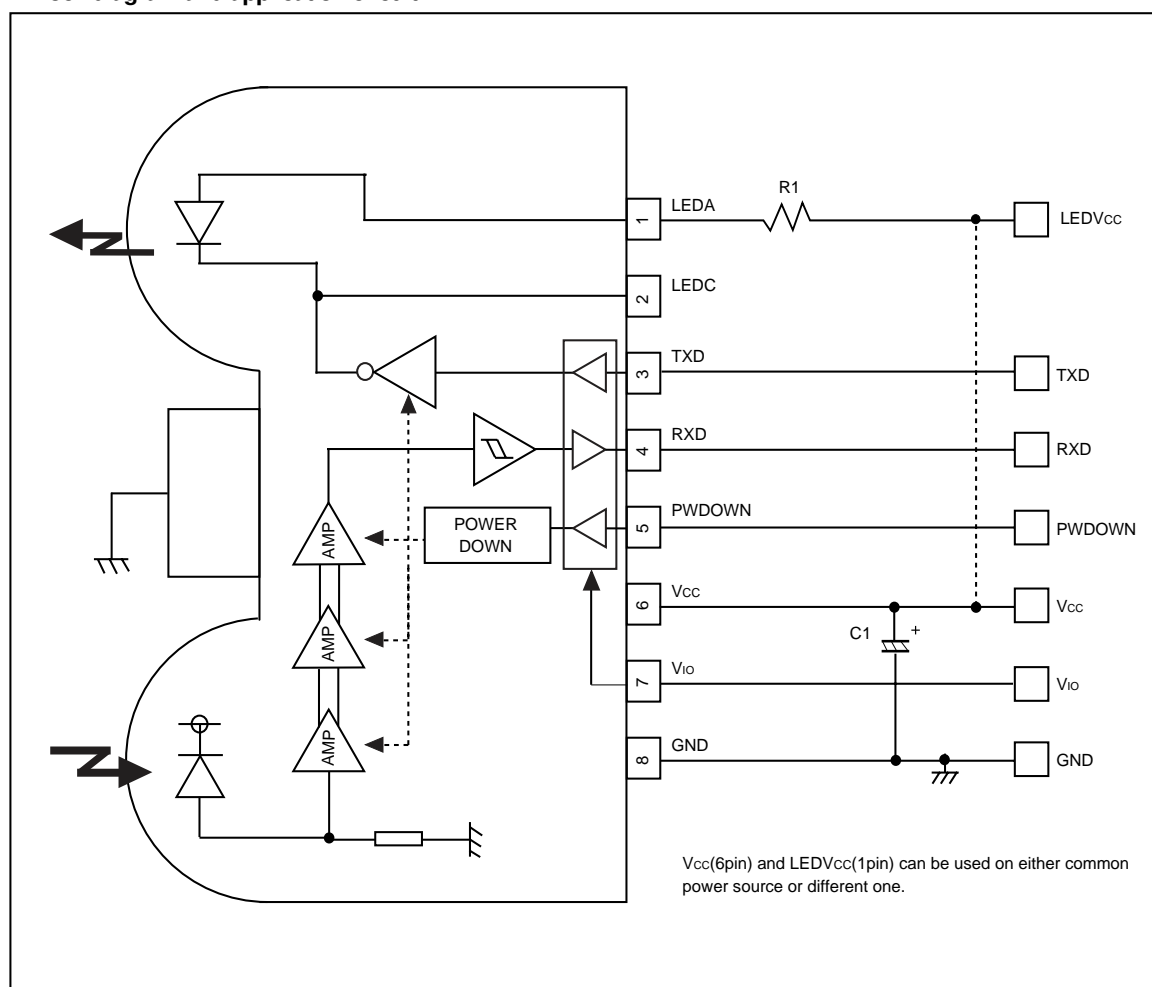 R1
1
LEDA
LEDVCC
2
LEDC
3
TXD
TXD
4
RXD
RXD
5
PWDOWN
PWDOWN
POWER
DOWN
AMP
AMP
AMP
6
VCC
VCC
C1
+
7
VIO
VIO
8
GND
GND
VCC(6pin) and LEDVCC(1pin) can be used on either common
power source or different one.